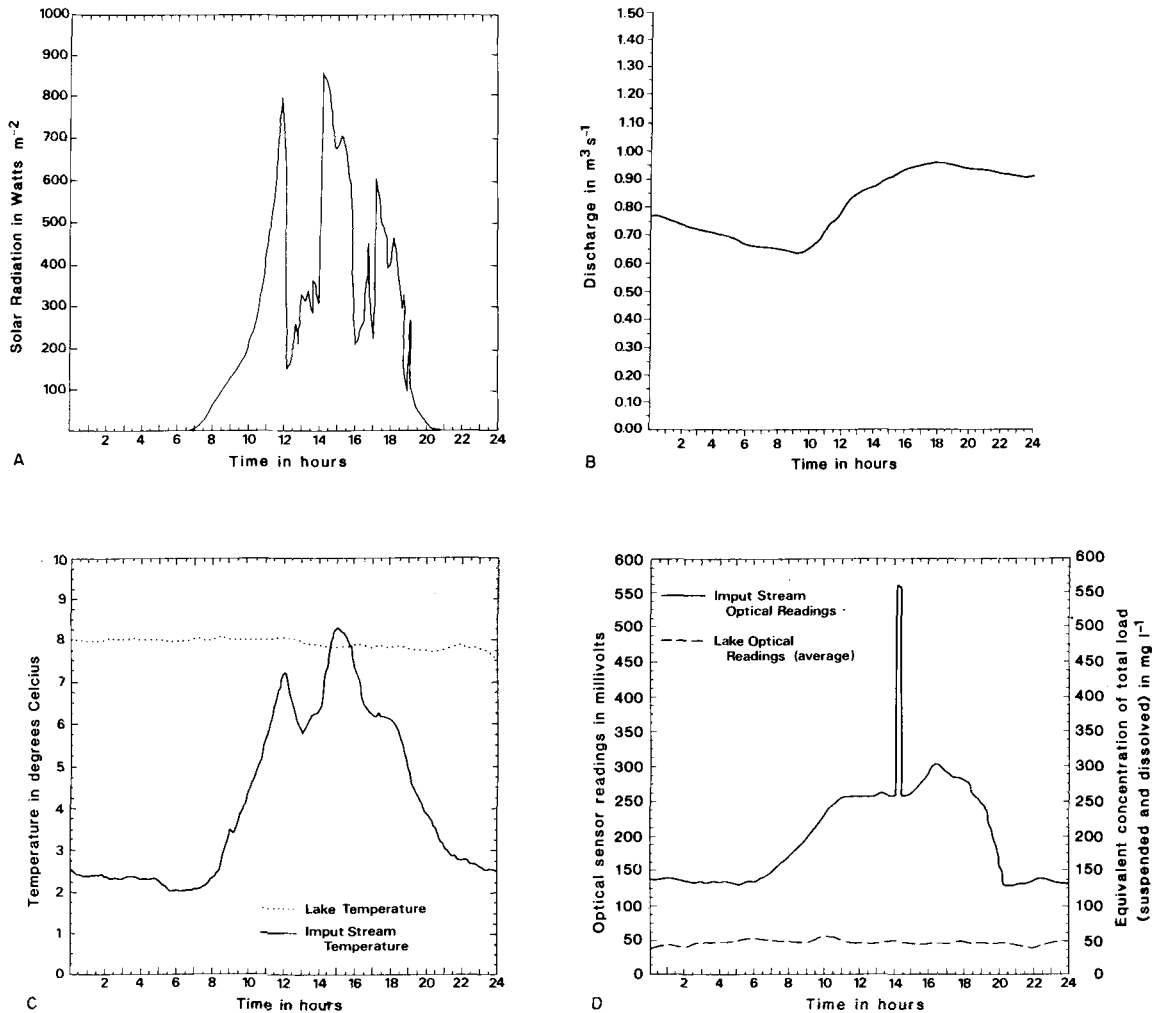 1000
900
800
700
600
500
400
300
200
100
Solar Radiation in Watts m⁻²
2 4 6 8 10 12 14 16 18 20 22 24
Time in hours
A
1.50
1.40
1.30
1.20
1.10
1.00
0.90
0.80
0.70
0.60
0.50
0.40
0.30
0.20
0.10
0.00
Discharge in m³ s⁻¹
2 4 6 8 10 12 14 16 18 20 22 24
Time in hours
B
10
9
8
7
6
5
4
3
2
1
0
Temperature in degrees Celcius
Lake Temperature
Imput Stream
Temperature
2 4 6 8 10 12 14 16 18 20 22 24
Time in hours
C
600
550
500
450
400
350
300
250
200
150
100
50
0
Optical sensor readings in millivolts
Imput Stream
Optical Readings
Lake Optical
Readings (average)
600
550
500
450
400
350
300
250
200
150
100
50
0
Equivalent concentration of total load
(suspended and dissolved) in mg l⁻¹
2 4 6 8 10 12 14 16 18 20 22 24
Time in hours
D